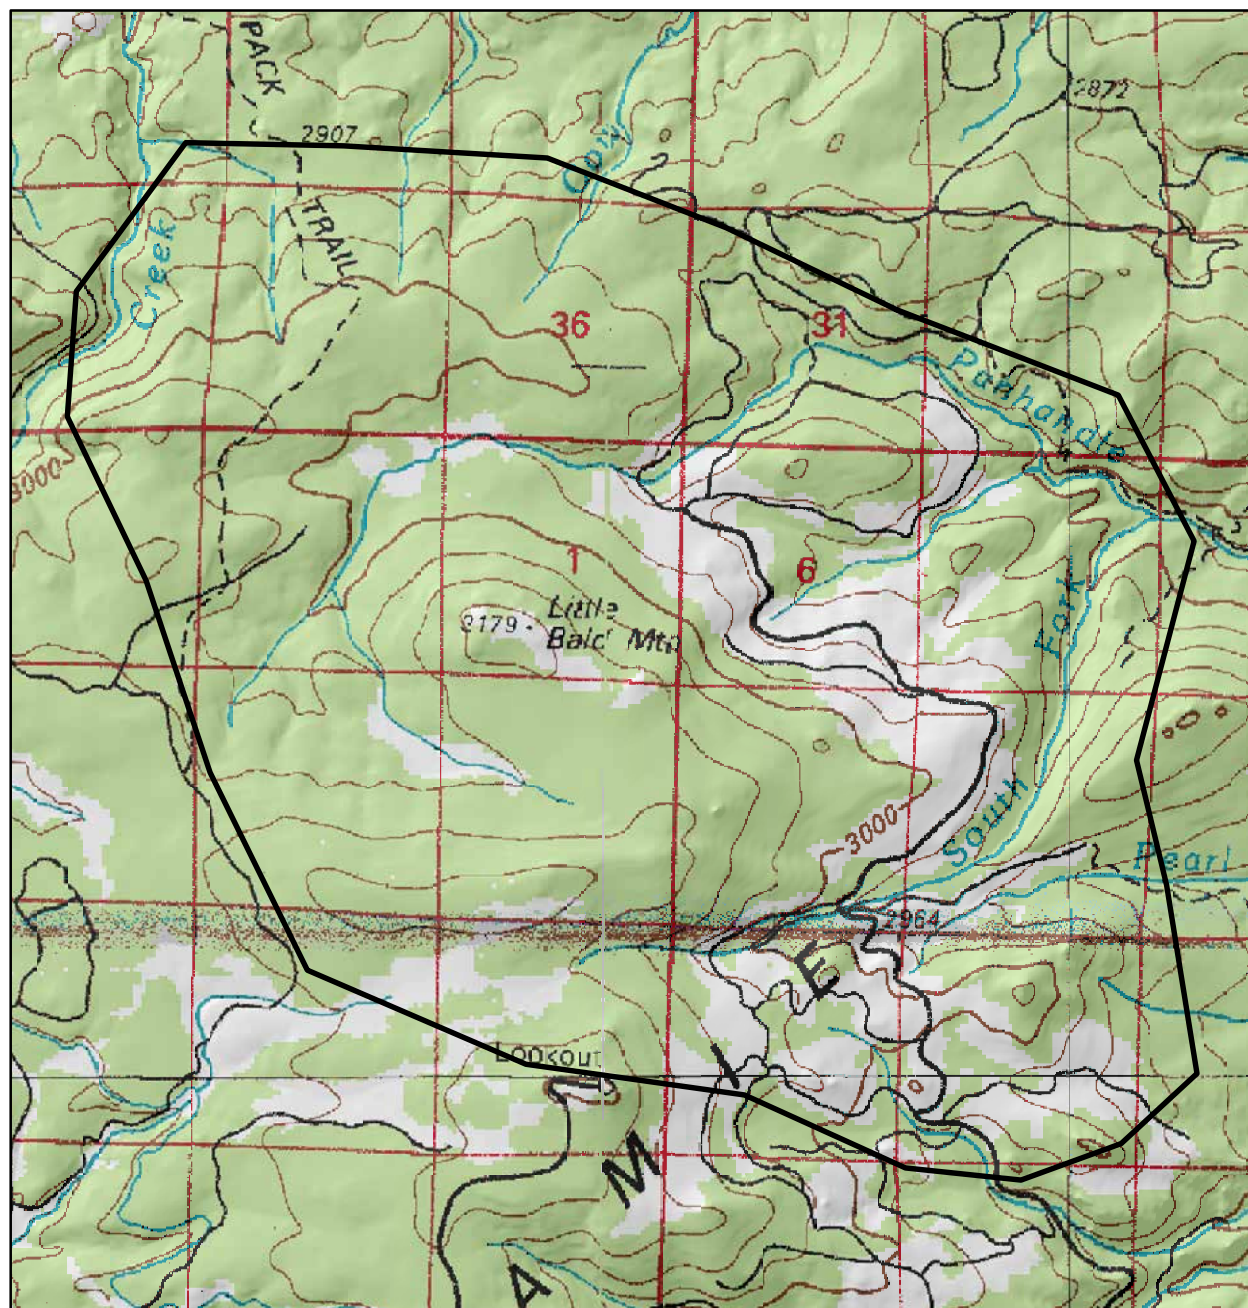 PACK
2872
2907
Cow
TRAIL
Creek
36
31
Panhandle
3000
1
6
Little
3179
Bald Mtn
Fork
3000
South
Pearl
2964
E
Lookout
I
M
A